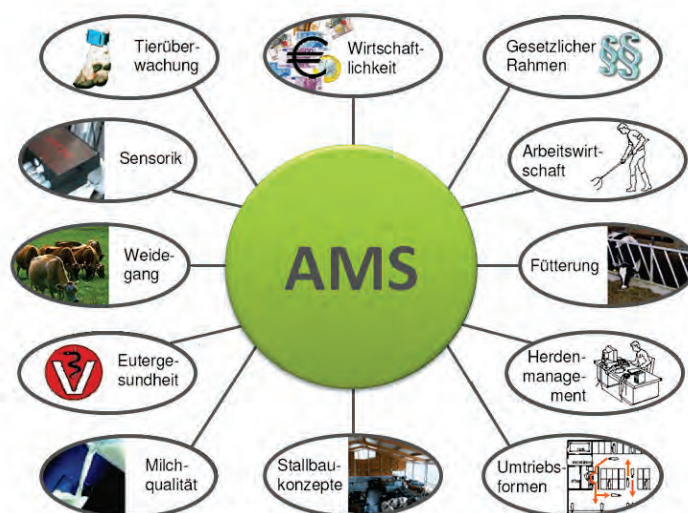 Tierüber-
wachung
Wirtschaft-
lichkeit
Gesetzlicher
Rahmen
§§
Sensorik
Arbeitswirt-
schaft
Weide-
gang
AMS
Fütterung
Euterge-
sundheit
V
Herden-
manage-
ment
Milch-
qualität
Stallbau-
konzepte
Umtriebs-
formen